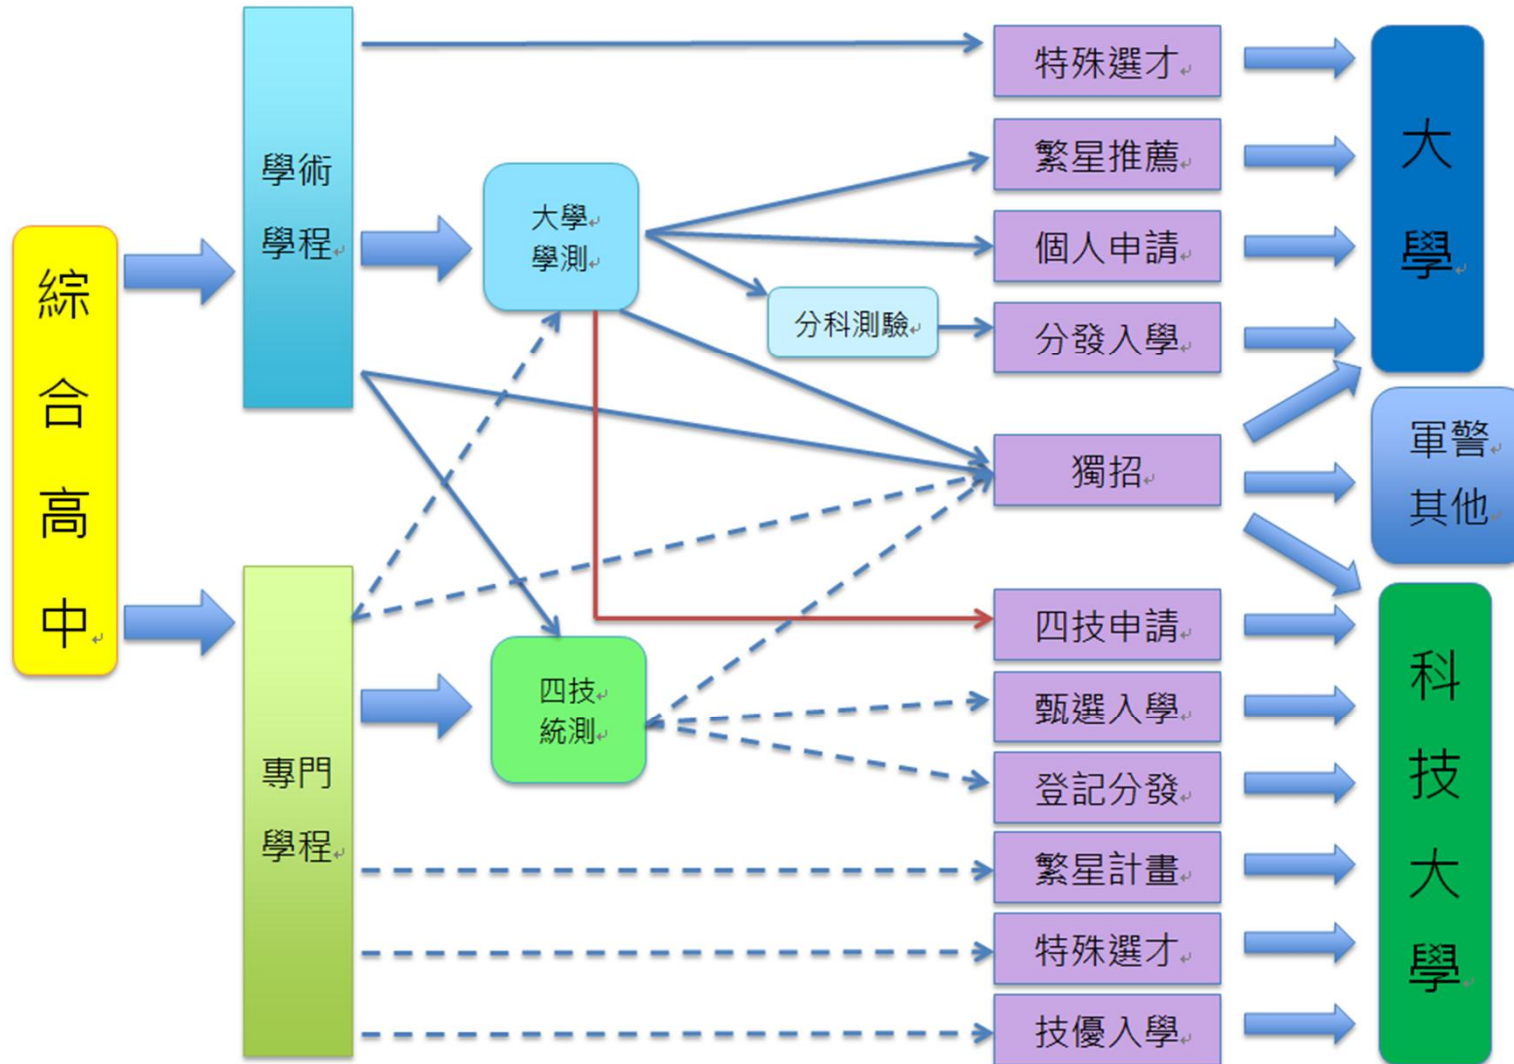 綜
合
高
中
學術
學程
專門
學程
大學
學測
四技
統測
分科測驗
特殊選才
繁星推薦
個人申請
分發入學
獨招
四技申請
甄選入學
登記分發
繁星計畫
特殊選才
技優入學
大
學
軍警
其他
科
技
大
學